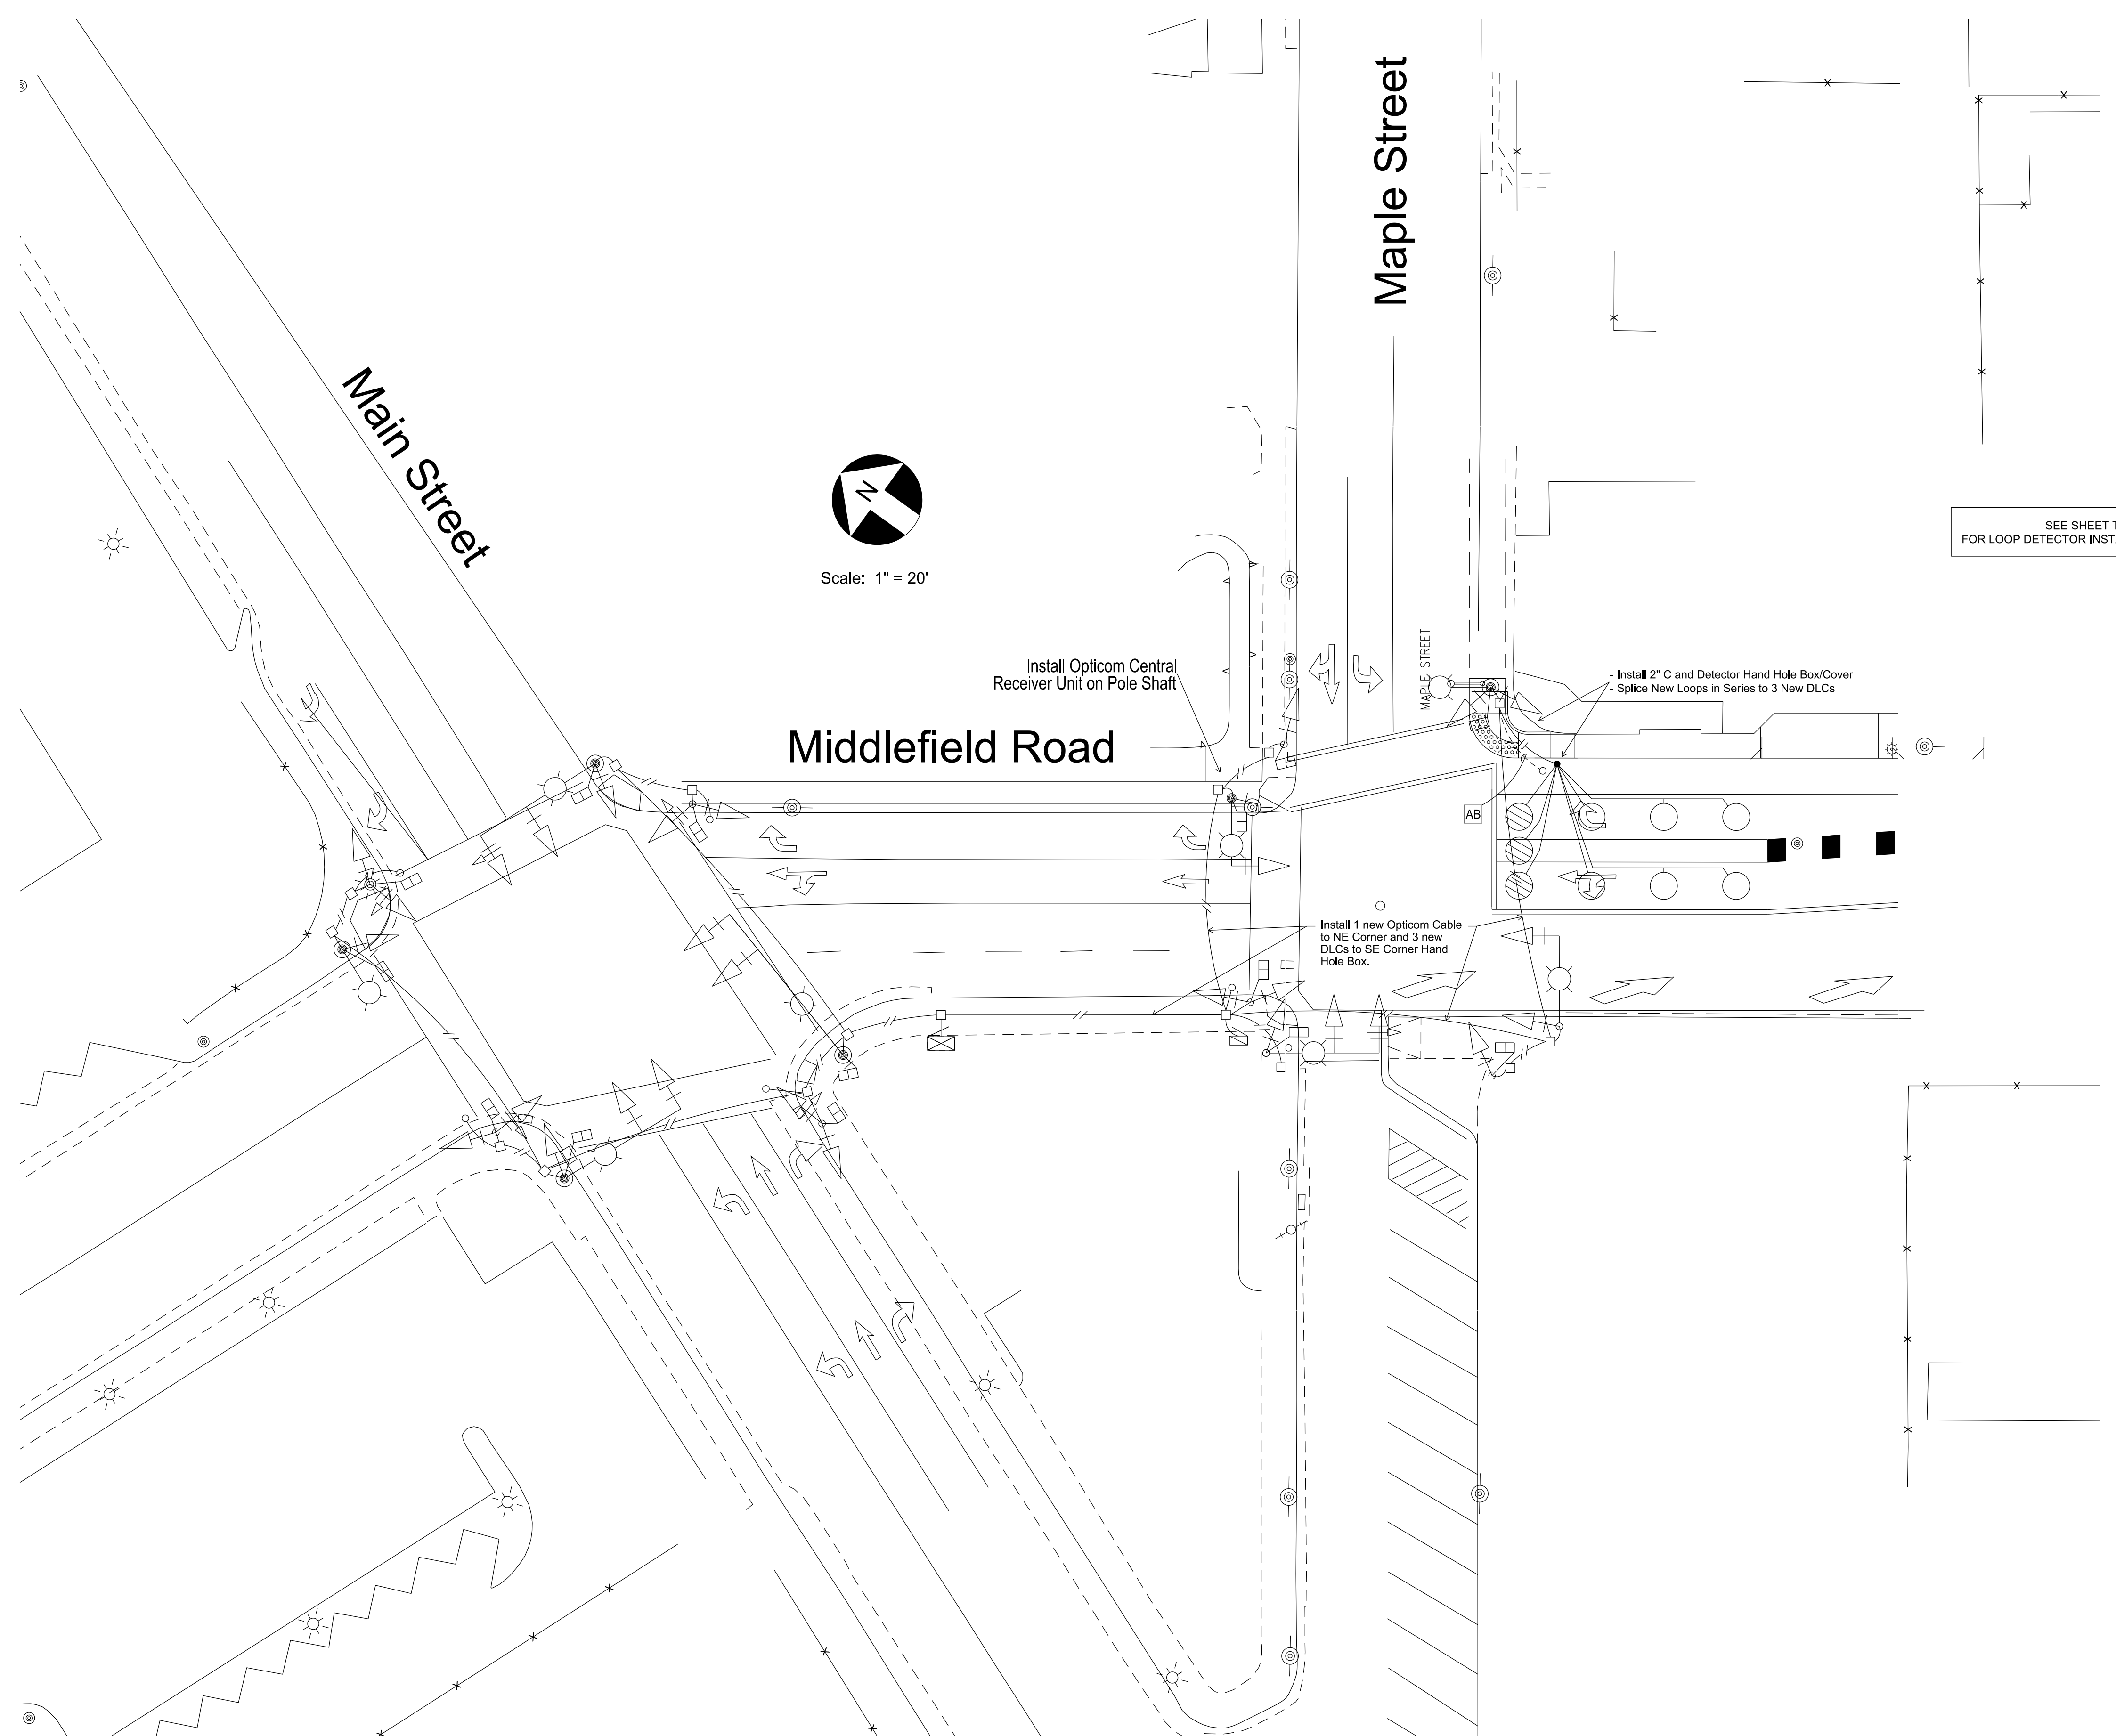 Maple Street
Main Street
N
Scale: 1" = 20'
SEE SHEET
FOR LOOP DETECTOR
Install Opticom Central
Receiver Unit on Pole Shaft
MAPLE STREET
- Install 2" C and Detector Hand Hole Box/Cover
- Splice New Loops in Series to 3 New DLCs
Middlefield Road
AB
Install 1 new Opticom Cable
to NE Corner and 3 new
DLCs to SE Corner Hand
Hole Box.